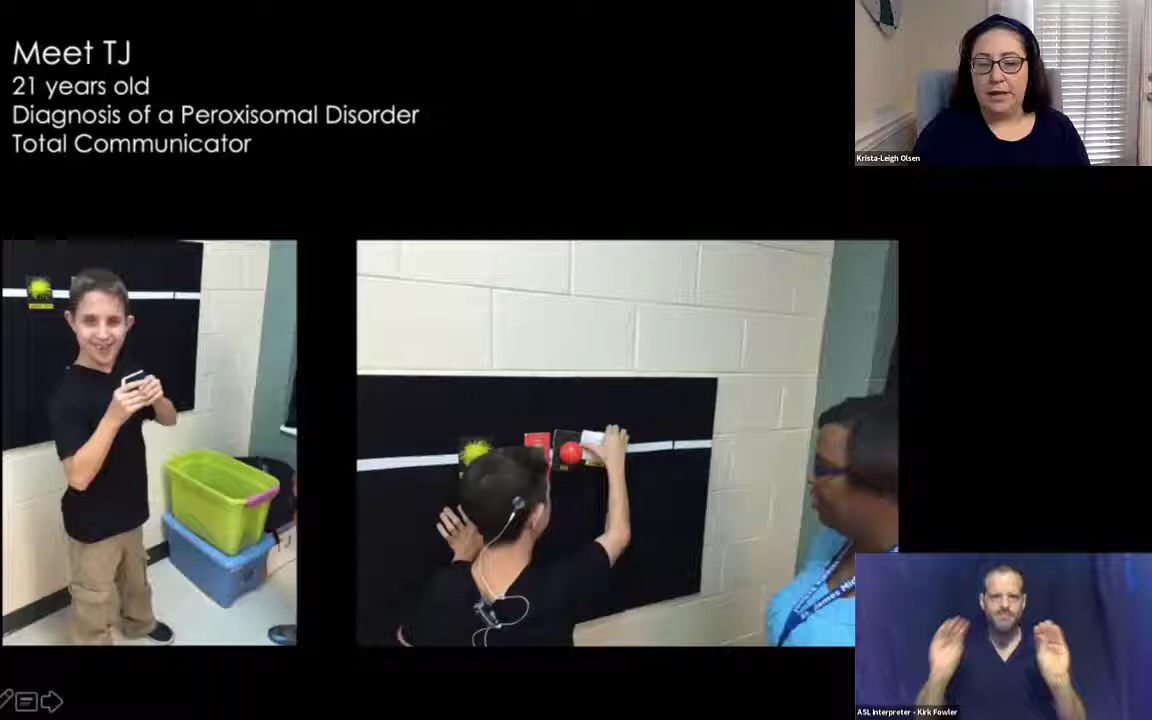 Meet TJ
21 years old
Diagnosis of a Peroxisomal Disorder
Total Communicator
Krista-Leigh Olsen
ASL Interpreter - Kirk Fowler